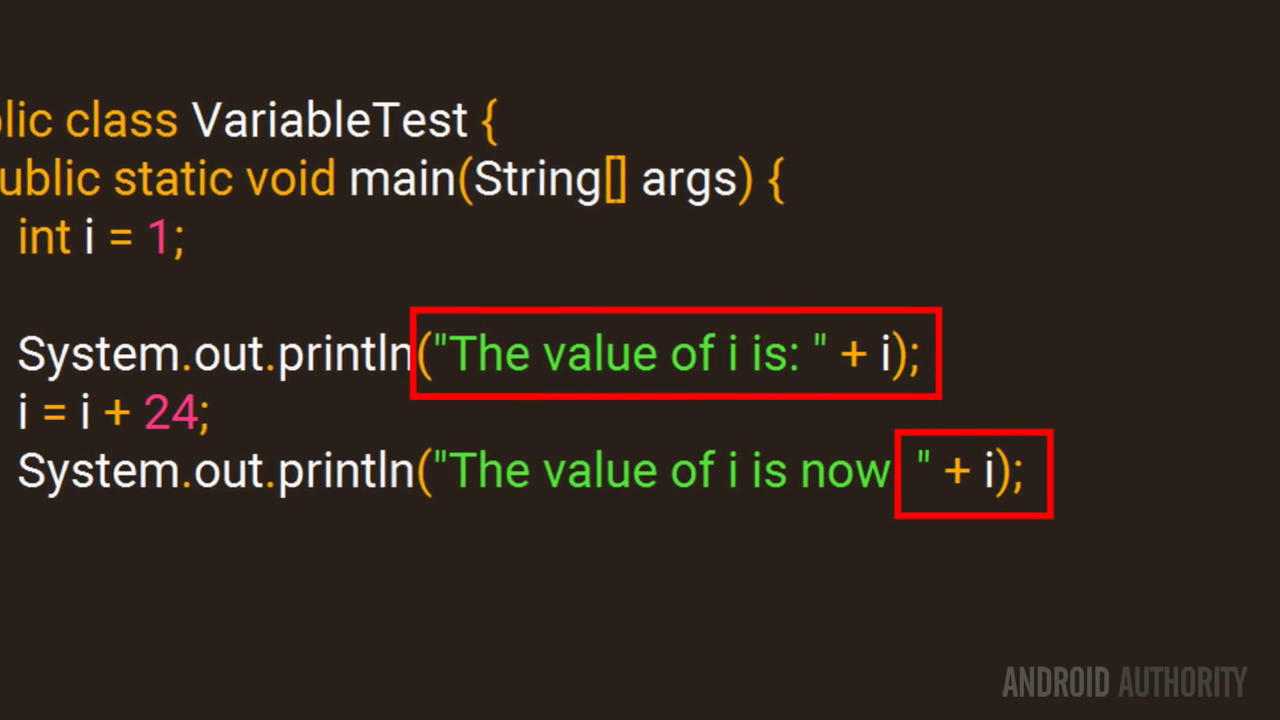 lic class VariableTest {
ublic static void main(String[] args) {
int i = 1;
System.out.println("The value of i is: " + i);
i = i + 24;
System.out.println("The value of i is now " + i);
ANDROID AUTHORITY